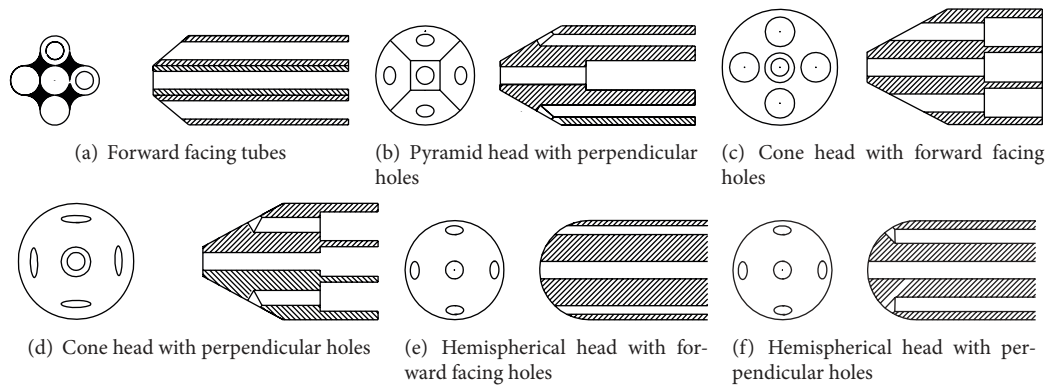 (a) Forward facing tubes
(b) Pyramid head with perpendicular
holes
(c) Cone head with forward facing
holes
(d) Cone head with perpendicular holes
(e) Hemispherical head with for-
ward facing holes
(f) Hemispherical head with per-
pendicular holes